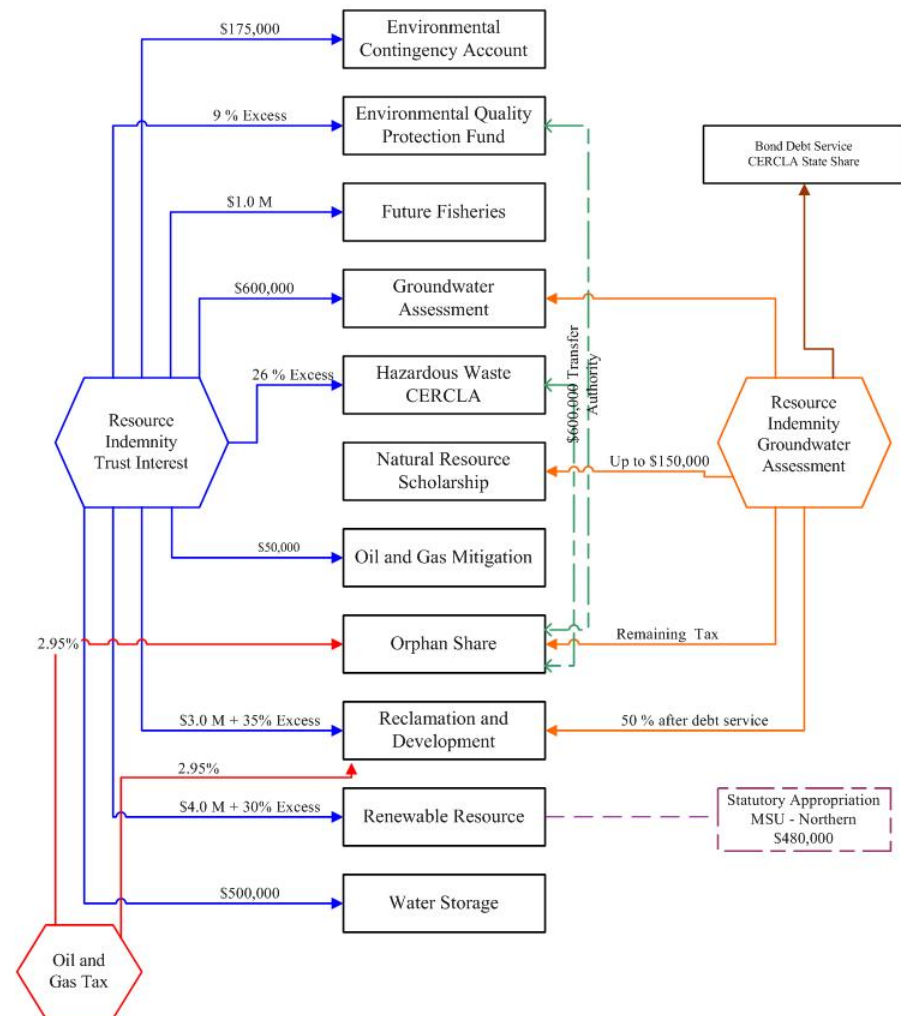 $175,000
Environmental
Contingency Account
9 % Excess
Environmental Quality
Protection Fund
Bond Debt Service
CERCLA State Share
$1.0 M
Future Fisheries
$600,000
Groundwater
Assessment
$600,000 Transfer
Authority
26 % Excess
Hazardous Waste
CERCLA
Resource
Indemnity
Trust Interest
Resource
Indemnity
Groundwater
Assessment
Natural Resource
Scholarship
Up to $150,000
$50,000
Oil and Gas Mitigation
2.95%
Orphan Share
Remaining Tax
$3.0 M + 35% Excess
Reclamation and
Development
50 % after debt service
2.95%
$4.0 M + 30% Excess
Renewable Resource
Statutory Appropriation
MSU - Northern
$480,000
$500,000
Water Storage
Oil and
Gas Tax